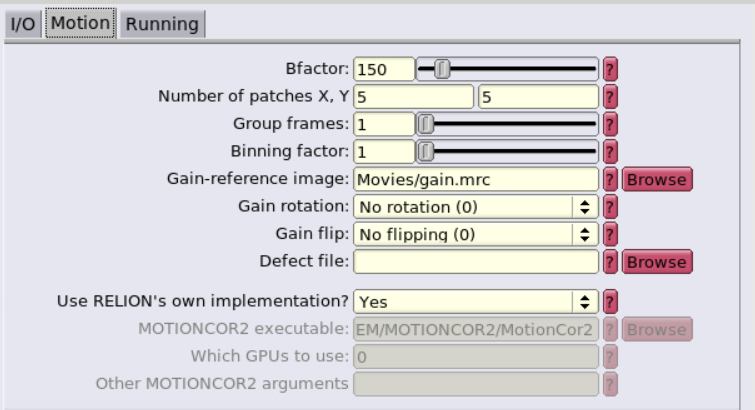 I/O Motion Running
Bfactor: 150 ?
Number of patches X, Y 5 5 ?
Group frames: 1 ?
Binning factor: 1 ?
Gain-reference image: Movies/gain.mrc ? Browse
Gain rotation: No rotation (0) ?
Gain flip: No flipping (0) ?
Defect file: ? Browse
Use RELION's own implementation? Yes ?
MOTIONCOR2 executable: EM/MOTIONCOR2/MotionCor2 ? Browse
Which GPUs to use: 0 ?
Other MOTIONCOR2 arguments ?